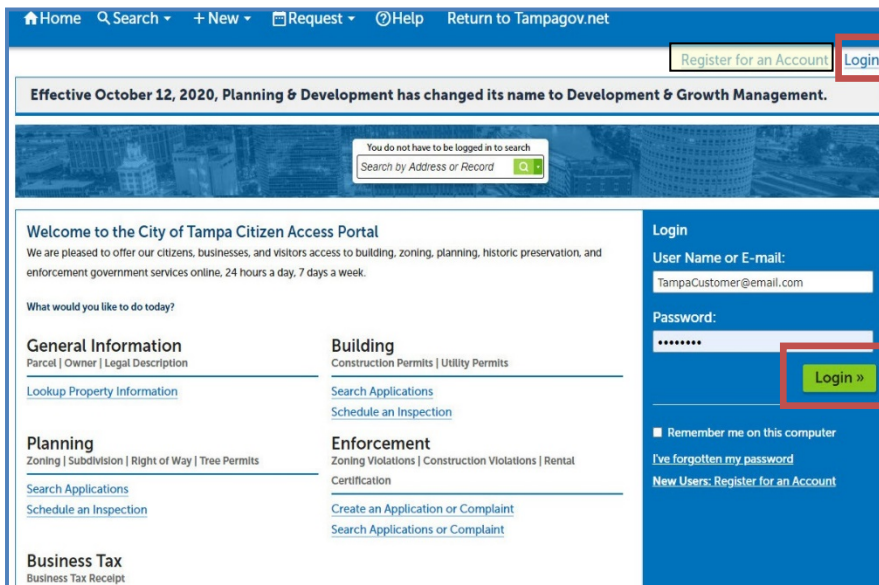 Home Search + New Request Help Return to Tampagov.net
Register for an Account Login
Effective October 12, 2020, Planning & Development has changed its name to Development & Growth Management.
You do not have to be logged in to search
Search by Address or Record
Welcome to the City of Tampa Citizen Access Portal
We are pleased to offer our citizens, businesses, and visitors access to building, zoning, planning, historic preservation, and
enforcement government services online, 24 hours a day, 7 days a week.
What would you like to do today?
General Information
Parcel | Owner | Legal Description
Lookup Property Information
Building
Construction Permits | Utility Permits
Search Applications
Schedule an Inspection
Planning
Zoning | Subdivision | Right of Way | Tree Permits
Search Applications
Schedule an Inspection
Enforcement
Zoning Violations | Construction Violations | Rental
Certification
Create an Application or Complaint
Search Applications or Complaint
Business Tax
Business Tax Receipt
Login
User Name or E-mail:
TampaCustomer@email.com
Password:
••••••••
Login »
Remember me on this computer
I've forgotten my password
New Users: Register for an Account